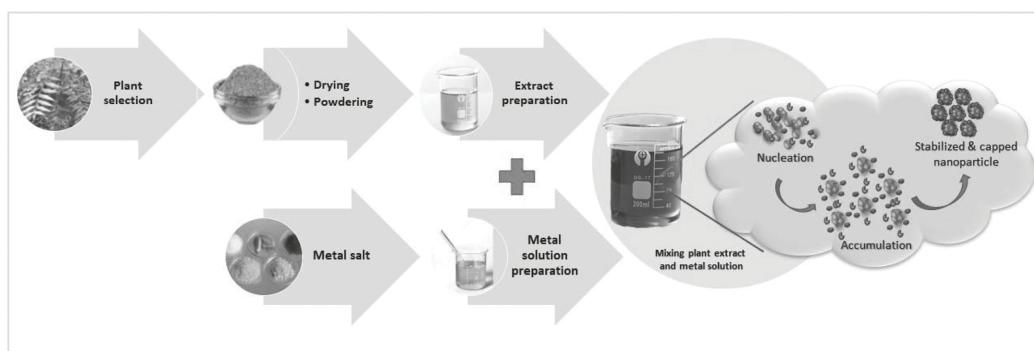 Plant
selection
• Drying
• Powdering
Extract
preparation
Metal salt
Metal
solution
preparation
200ml
Mixing plant extract
and metal solution
Nucleation
Accumulation
Stabilized & capped
nanoparticle